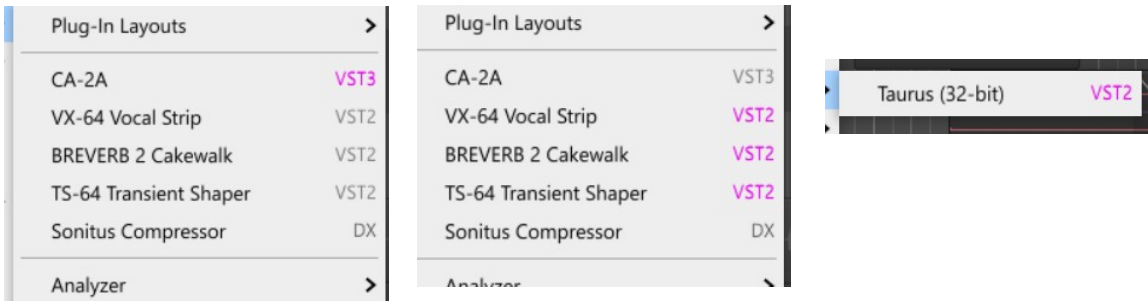 Plug-In Layouts
CA-2A VST3
VX-64 Vocal Strip VST2
BREVERB 2 Cakewalk VST2
TS-64 Transient Shaper VST2
Sonitus Compressor DX
Analyzer
Plug-In Layouts
CA-2A VST3
VX-64 Vocal Strip VST2
BREVERB 2 Cakewalk VST2
TS-64 Transient Shaper VST2
Sonitus Compressor DX
Analyzer
Taurus (32-bit) VST2